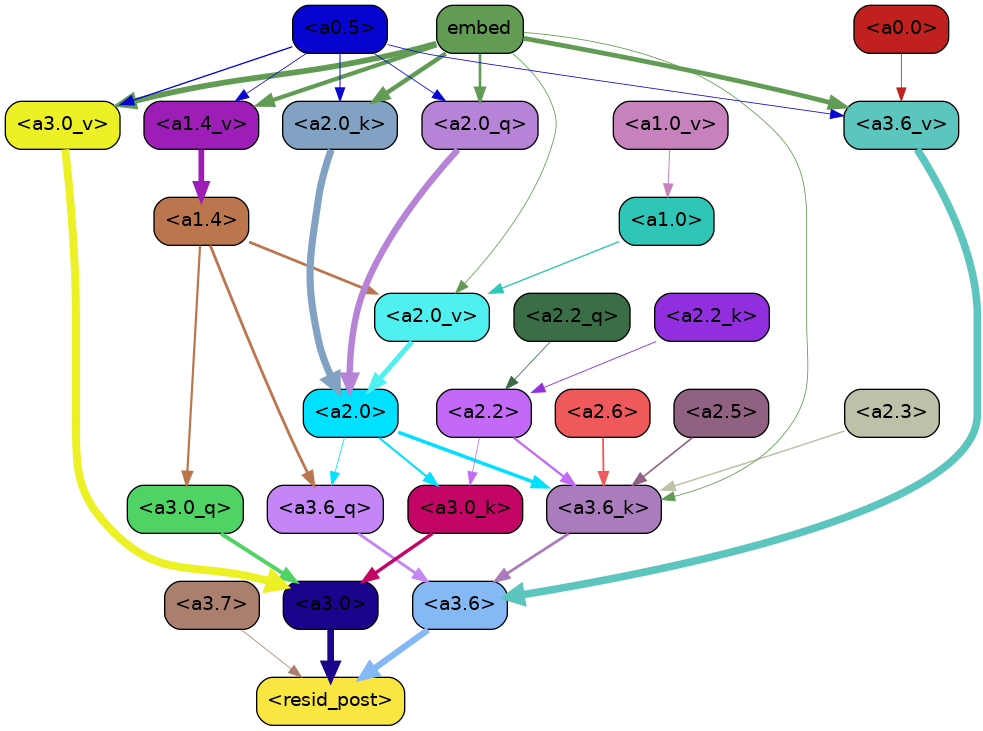 <a0.5>
embed
<a0.0>
<a3.0_v>
<a1.4_v>
<a2.0_k>
<a2.0_q>
<a1.0_v>
<a3.6_v>
<a1.4>
<a1.0>
<a2.0_v>
<a2.2_q>
<a2.2_k>
<a2.0>
<a2.2>
<a2.6>
<a2.5>
<a2.3>
<a3.0_q>
<a3.6_q>
<a3.0_k>
<a3.6_k>
<a3.7>
<a3.0>
<a3.6>
<resid_post>